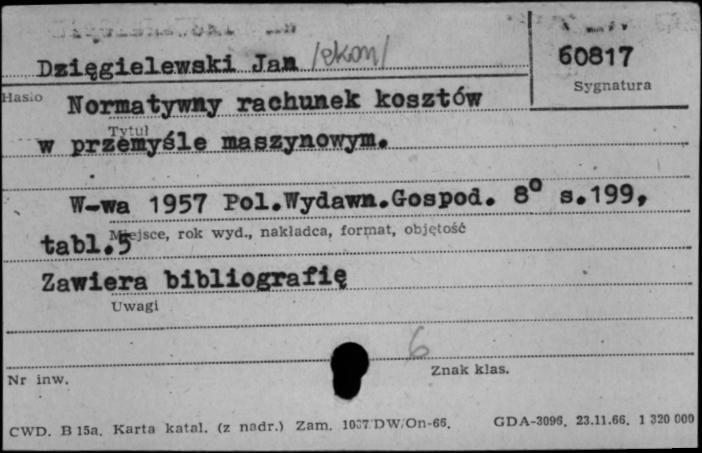 Dzięgielewski Jan /ekon/
60817
Sygnatura
Hasło
Normatywny rachunek kosztów
Tytuł
w przemyśle maszynowym.
W-wa 1957 Pol.Wydawn.Gospod. 8° s.199,
Miejsce, rok wyd., nakładca, format, objętość
tabl.5
Zawiera bibliografię
Uwagi
6
Nr inw.
Znak klas.
CWD. B 15a. Karta katal. (z nadr.) Zam. 1037/DW/On-66. GDA-3096. 23.11.66. 1 320 000